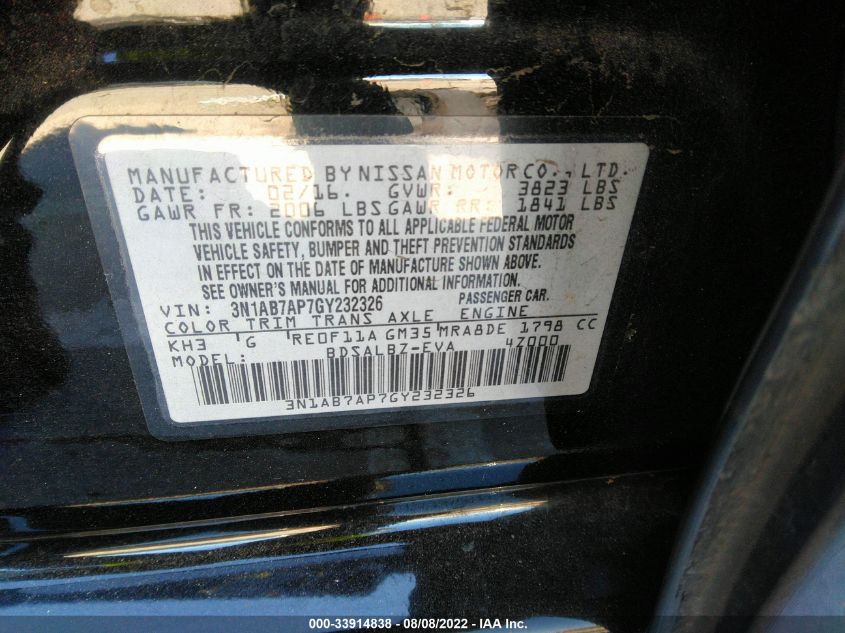 MANUFACTURED BY NISSAN MOTOR CO., LTD.
DATE: 02/16. GVWR: 3823 LBS
GAWR FR: 2006 LBS GAWR RR: 1841 LBS
THIS VEHICLE CONFORMS TO ALL APPLICABLE FEDERAL MOTOR
VEHICLE SAFETY, BUMPER AND THEFT PREVENTION STANDARDS
IN EFFECT ON THE DATE OF MANUFACTURE SHOWN ABOVE.
SEE OWNER'S MANUAL FOR ADDITIONAL INFORMATION.
VIN: 3N1AB7AP7GY232326 PASSENGER CAR.
COLOR TRIM TRANS AXLE ENGINE
KH3 'G 'RE0F11A GM35 MRA8DE 1798 CC
MODEL: BDSALBZ-EVA 4Z000
3N1AB7AP7GY232326
000-33914838 - 08/08/2022 - IAA Inc.